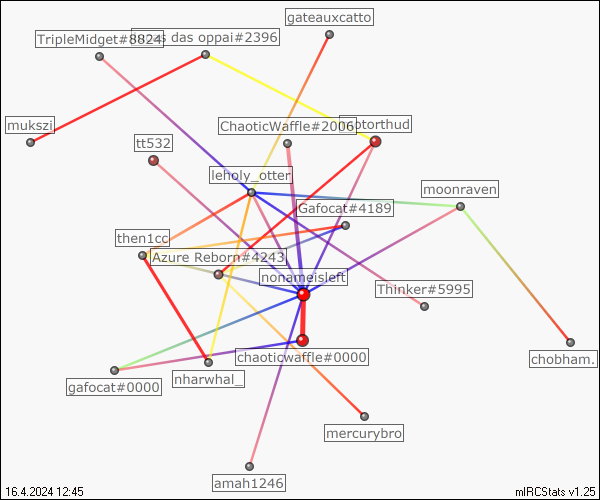 gateauxcatto
TripleMidget#8824
das oppai#2396
mukszi
ChaoticWaffle#2006
otorthud
tt532
leholy_otter
moonraven
Gafocat#4189
then1cc
Azure Reborn#4243
nonameisleft
Thinker#5995
chaoticwaffle#0000
chobham.
gafocat#0000
nharwhal_
mercurybro
amah1246
16.4.2024 12:45
mIRCStats v1.25